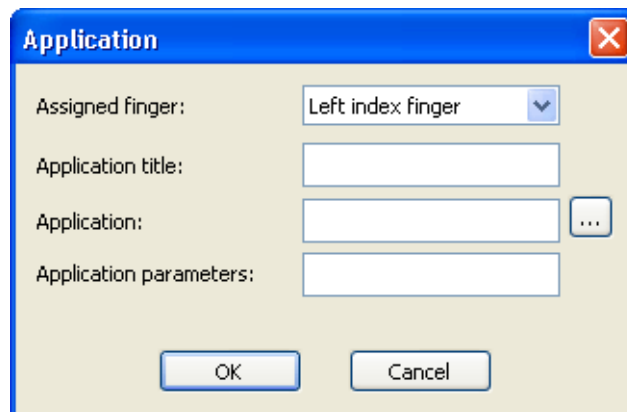 Application
Assigned finger: Left index finger
Application title:
Application: ...
Application parameters:
OK Cancel